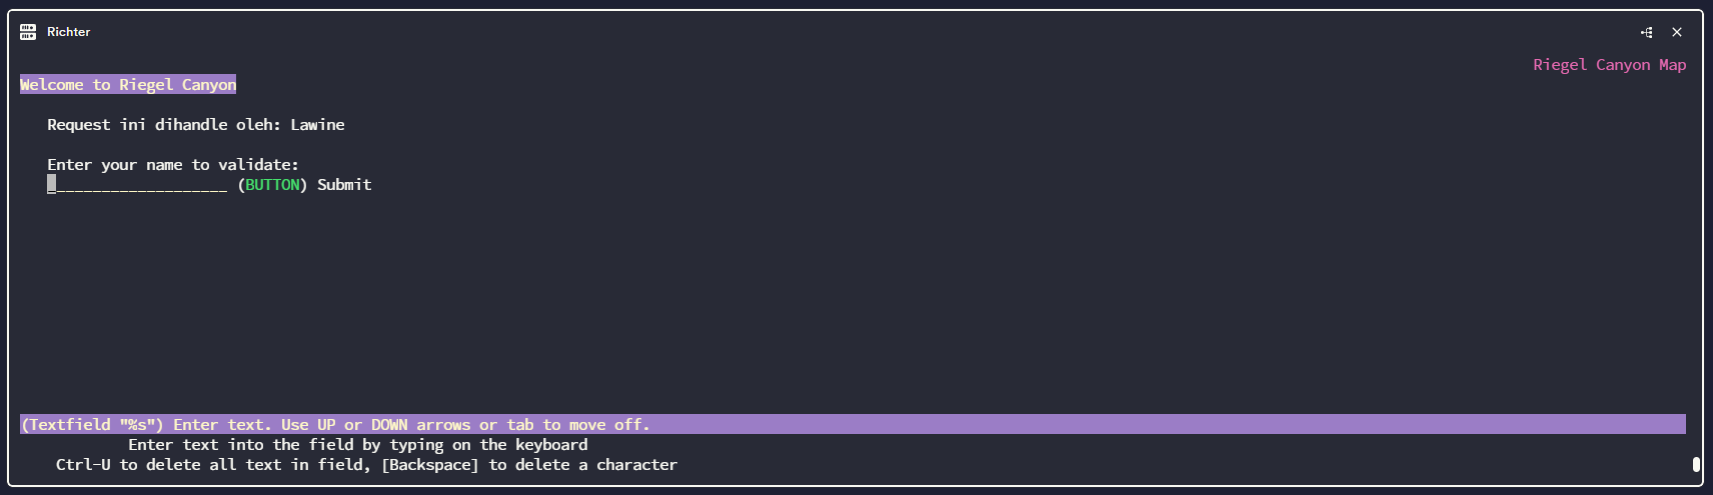 Richter
Riegel Canyon Map
Welcome to Riegel Canyon
Request ini dihandle oleh: Lawine
Enter your name to validate:
____________________ (BUTTON) Submit
(Textfield "%s") Enter text. Use UP or DOWN arrows or tab to move off.
Enter text into the field by typing on the keyboard
Ctrl-U to delete all text in field, [Backspace] to delete a character